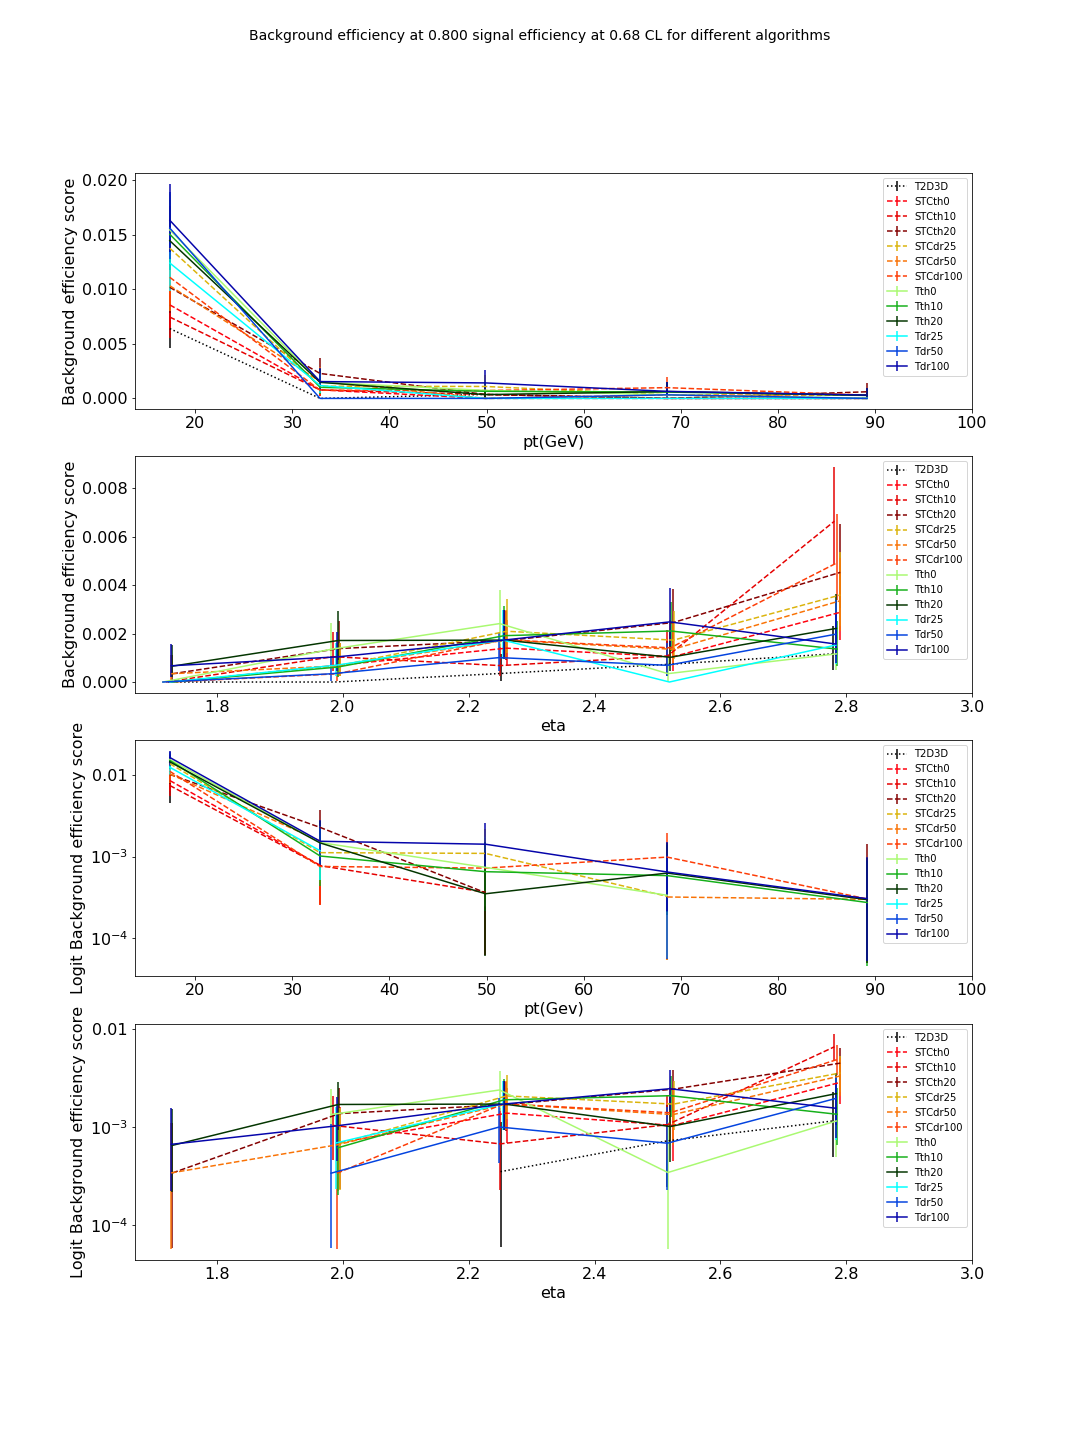 Background efficiency at 0.800 signal efficiency at 0.68 CL for different algorithms
Background efficiency score
0.020
0.015
0.010
0.005
0.000
20 30 40 50 60 70 80 90 100
pt(GeV)
T2D3D
STCth0
STCth10
STCth20
STCdr25
STCdr50
STCdr100
Tth0
Tth10
Tth20
Tdr25
Tdr50
Tdr100
Background efficiency score
0.008
0.006
0.004
0.002
0.000
1.8 2.0 2.2 2.4 2.6 2.8 3.0
eta
T2D3D
STCth0
STCth10
STCth20
STCdr25
STCdr50
STCdr100
Tth0
Tth10
Tth20
Tdr25
Tdr50
Tdr100
Logit Background efficiency score
0.01
10⁻³
10⁻⁴
20 30 40 50 60 70 80 90 100
pt(Gev)
T2D3D
STCth0
STCth10
STCth20
STCdr25
STCdr50
STCdr100
Tth0
Tth10
Tth20
Tdr25
Tdr50
Tdr100
Logit Background efficiency score
0.01
10⁻³
10⁻⁴
1.8 2.0 2.2 2.4 2.6 2.8 3.0
eta
T2D3D
STCth0
STCth10
STCth20
STCdr25
STCdr50
STCdr100
Tth0
Tth10
Tth20
Tdr25
Tdr50
Tdr100